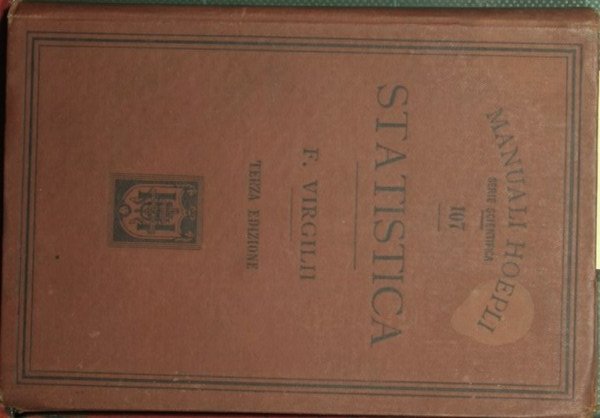 MANUALI HOEPLI
SERIE SCIENTIFICA
107
STATISTICA
F. VIRGILII
TERZA EDIZIONE